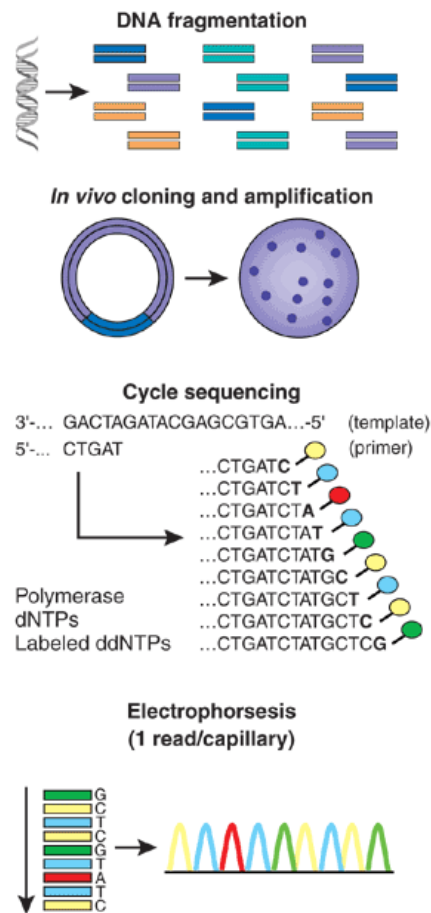 DNA fragmentation
In vivo cloning and amplification
Cycle sequencing
3'-... GACTAGATACGAGCGTGA...-5' (template)
5'-... CTGAT (primer)
...CTGATC
...CTGATCT
...CTGATCTA
...CTGATCTAT
...CTGATCTATG
...CTGATCTATGC
...CTGATCTATGCT
...CTGATCTATGCTC
...CTGATCTATGCTCG
Polymerase
dNTPs
Labeled ddNTPs
Electrophorsesis
(1 read/capillary)
G
C
T
C
G
T
A
T
C